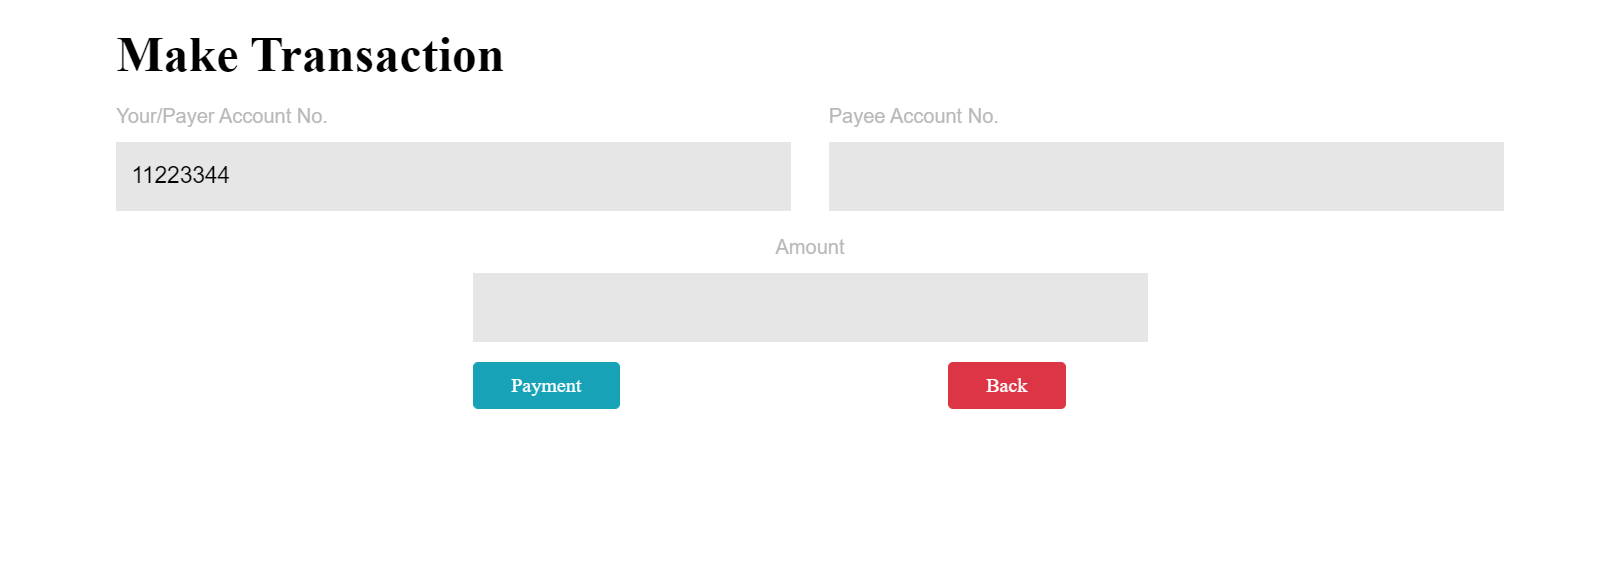 Make Transaction
Your/Payer Account No.
Payee Account No.
11223344
Amount
Payment
Back